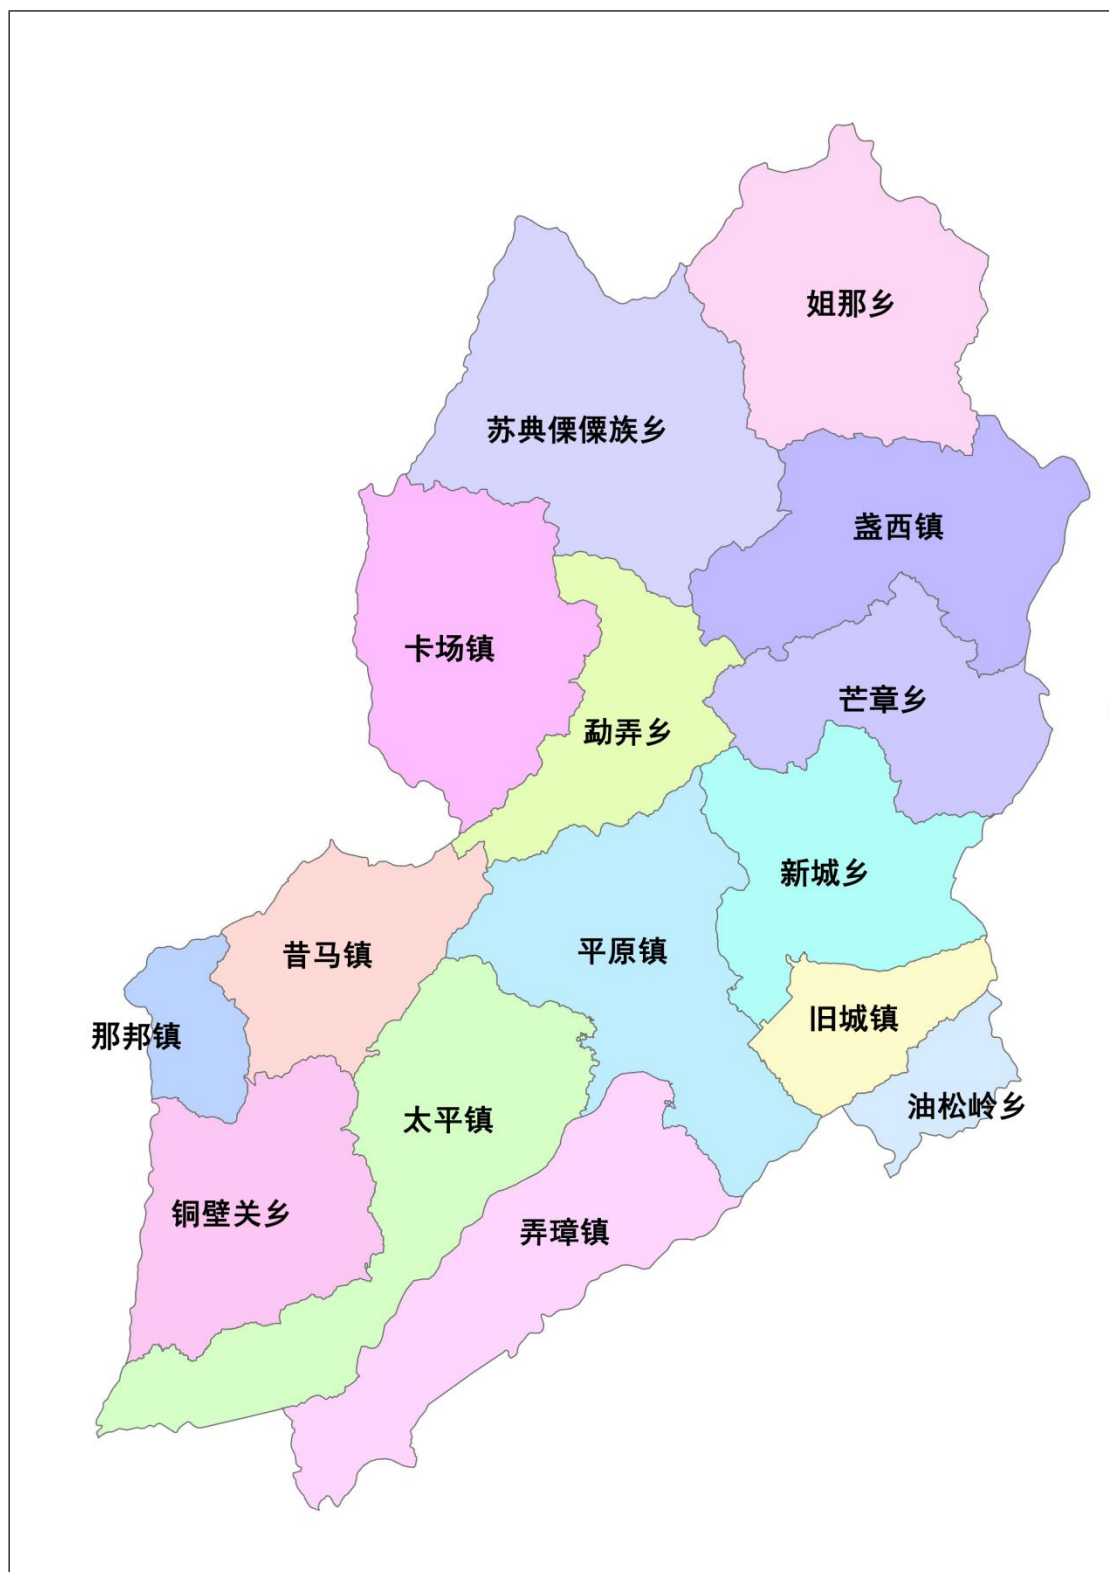 姐那乡
苏典傈僳族乡
盏西镇
卡场镇
芒章乡
勐弄乡
新城乡
平原镇
昔马镇
旧城镇
那邦镇
油松岭乡
太平镇
铜壁关乡
弄璋镇